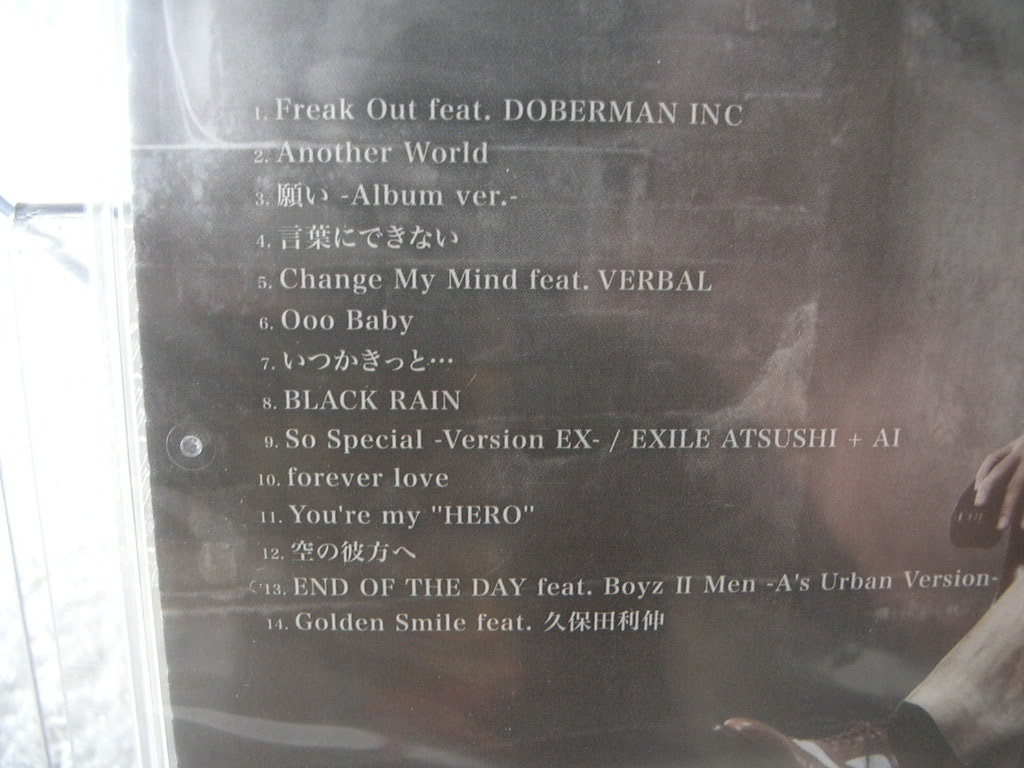 1. Freak Out feat. DOBERMAN INC
2. Another World
3. 願い -Album ver.-
4. 言葉にできない
5. Change My Mind feat. VERBAL
6. Ooo Baby
7. いつかきっと…
8. BLACK RAIN
9. So Special -Version EX- / EXILE ATSUSHI + AI
10. forever love
11. You're my "HERO"
12. 空の彼方へ
13. END OF THE DAY feat. Boyz II Men -A's Urban Version-
14. Golden Smile feat. 久保田利伸